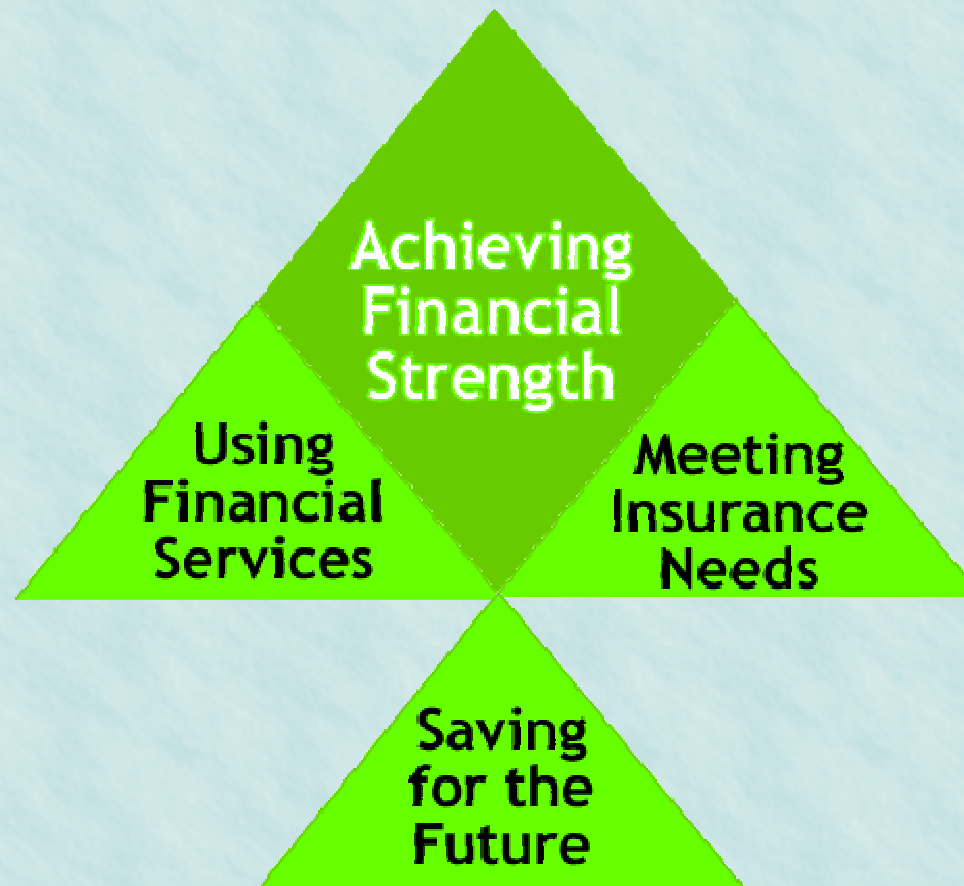 Achieving
Financial
Strength
Using
Financial
Services
Meeting
Insurance
Needs
Saving
for the
Future